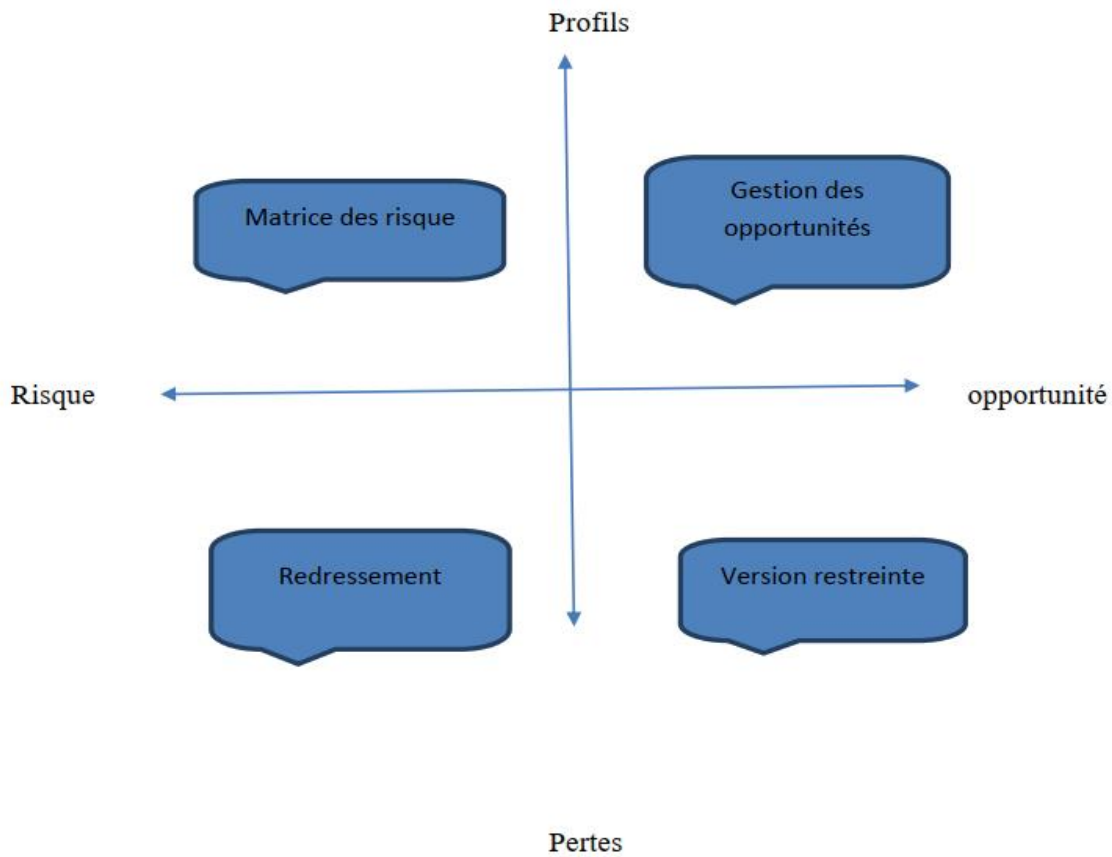 Profils
Matrice des risque
Gestion des
opportunités
Risque
opportunité
Redressement
Version restreinte
Pertes